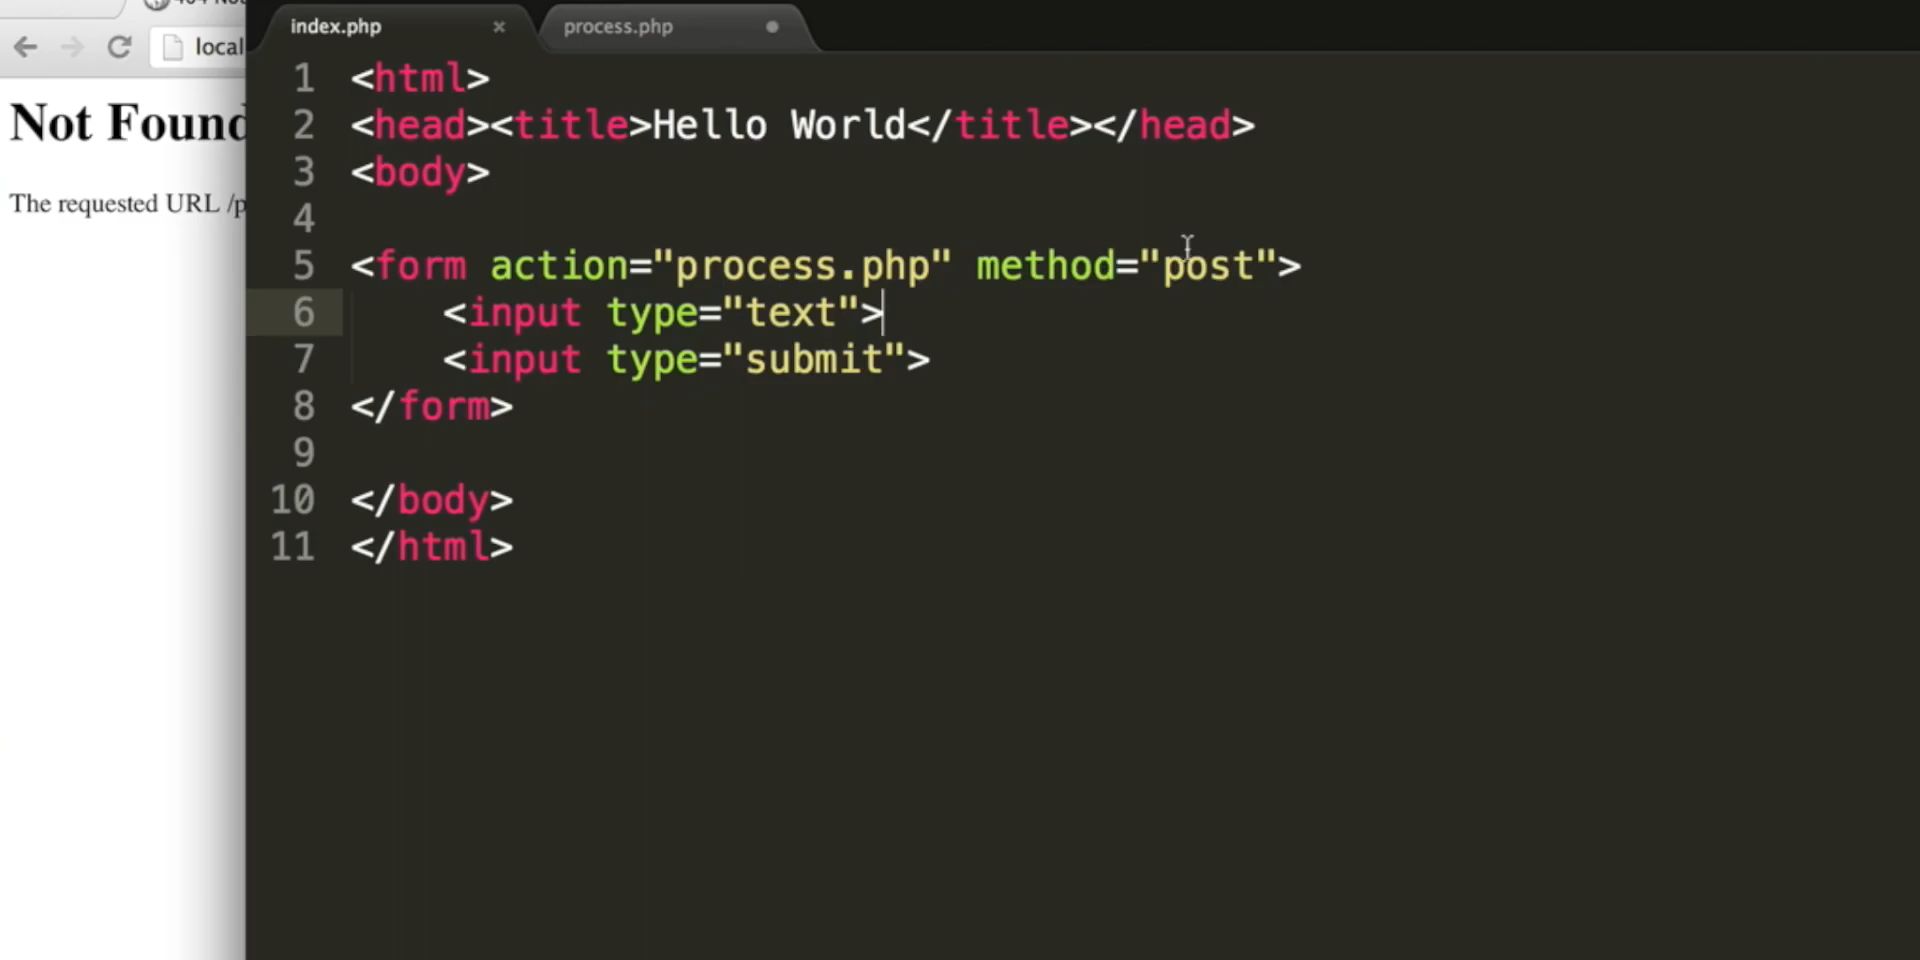 index.php × process.php
local
Not Found
The requested URL /p
1 <html>
2 <head><title>Hello World</title></head>
3 <body>
4
5 <form action="process.php" method="post">
6 <input type="text">
7 <input type="submit">
8 </form>
9
10 </body>
11 </html>